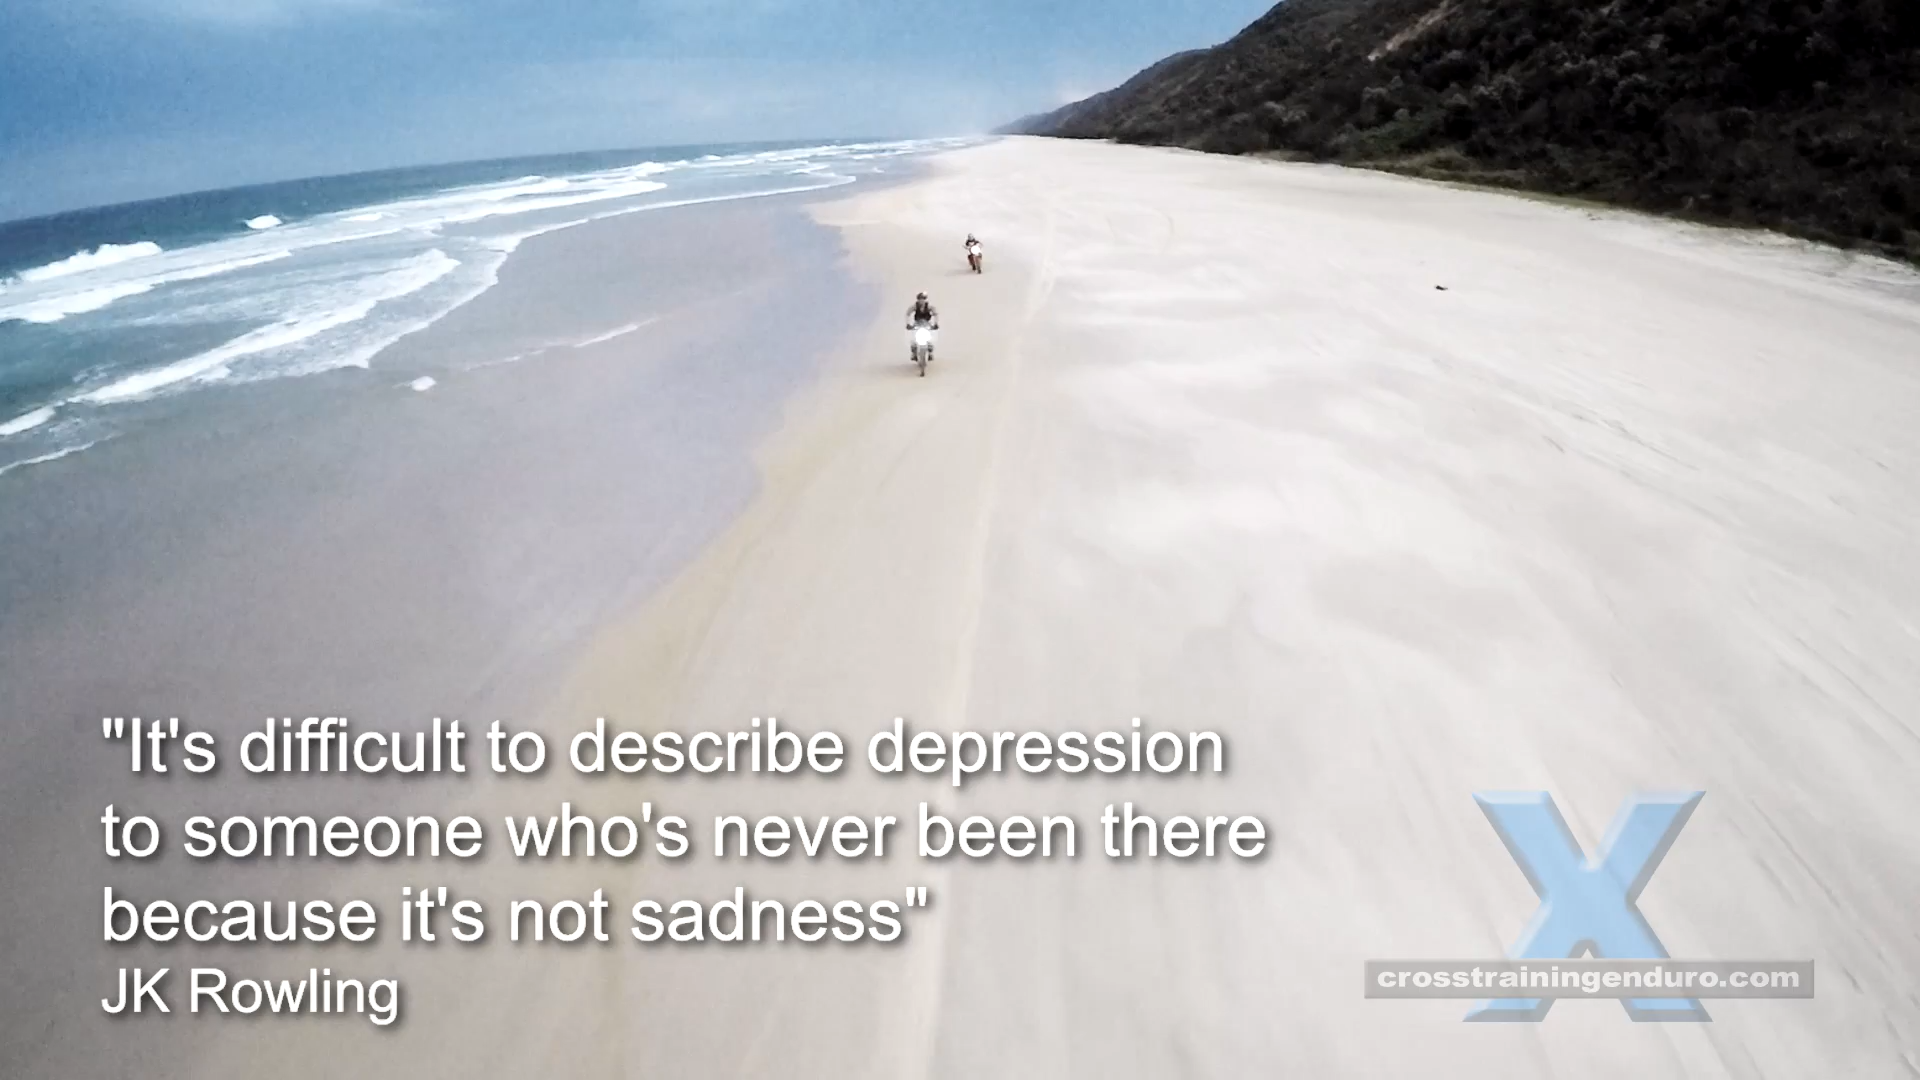 "It's difficult to describe depression
to someone who's never been there
because it's not sadness"
JK Rowling
X
crosstrainingenduro.com